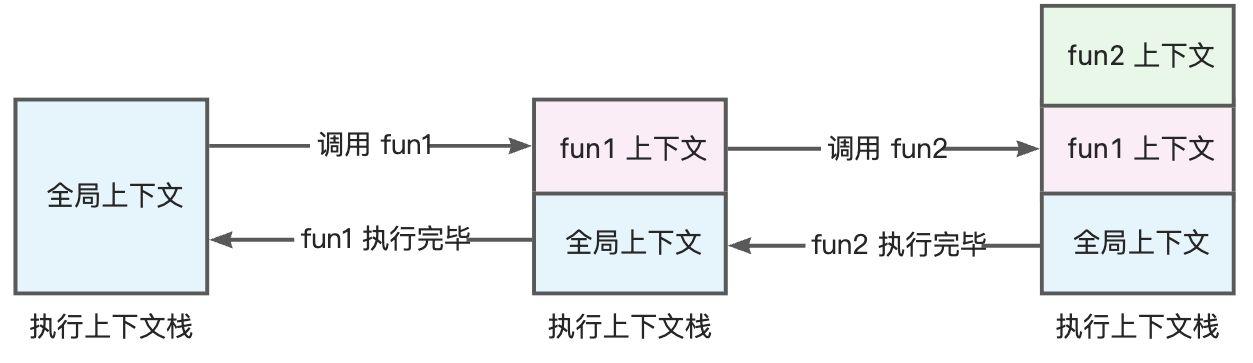 fun2 上下文
调用 fun1
fun1 上下文
调用 fun2
fun1 上下文
全局上下文
fun1 执行完毕
全局上下文
fun2 执行完毕
全局上下文
执行上下文栈
执行上下文栈
执行上下文栈